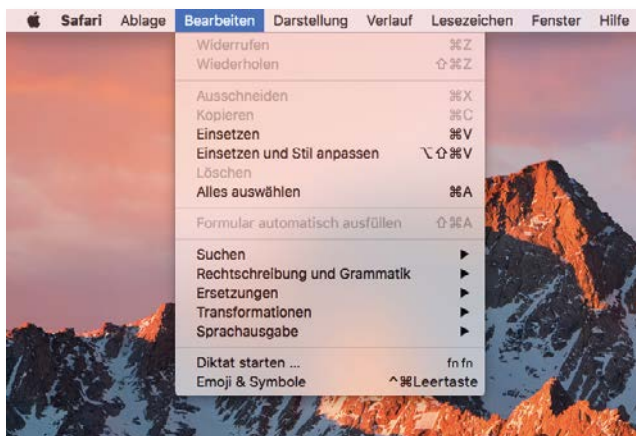 Safari Ablage Bearbeiten Darstellung Verlauf Lesezeichen Fenster Hilfe
Widerrufen ⌘Z
Wiederholen ⇧⌘Z
Ausschneiden ⌘X
Kopieren ⌘C
Einsetzen ⌘V
Einsetzen und Stil anpassen ⌥⇧⌘V
Löschen
Alles auswählen ⌘A
Formular automatisch ausfüllen ⇧⌘A
Suchen ▶
Rechtschreibung und Grammatik ▶
Ersetzungen ▶
Transformationen ▶
Sprachausgabe ▶
Diktat starten ... fn fn
Emoji & Symbole ^⌘Leertaste